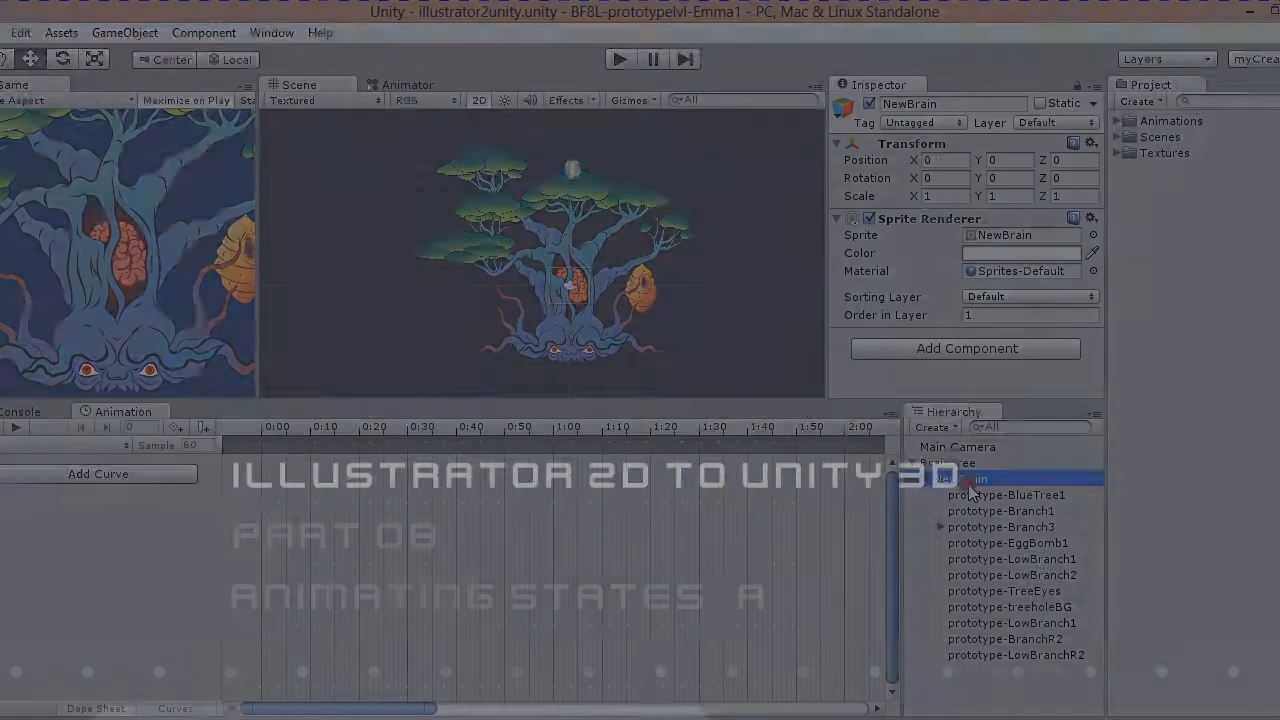 Unity - illustrator2unity.unity - BF8L-prototypelvl-Emma1 - PC, Mac & Linux Standalone
Edit Assets GameObject Component Window Help
Center Local Layers
Scene Animator Inspector Project
Maximize on Play Textured RGB 2D Effects Gizmos All
NewBrain Static Create
Tag Untagged Layer Default
Animations
Scenes
Textures
Transform
Position X 0 Y 0 Z 0
Rotation X 0 Y 0 Z 0
Scale X 1 Y 1 Z 1
Sprite Renderer
Sprite NewBrain
Color
Material Sprites-Default
Sorting Layer Default
Order in Layer 1
Add Component
Console Animation Hierarchy
0 0:00 0:10 0:20 0:30 0:40 0:50 1:00 1:10 1:20 1:30 1:40 1:50 2:00 Create All
Sample 60
Add Curve
Main Camera
prototype-BlueTree1
prototype-Branch1
prototype-Branch3
prototype-EggBomb1
prototype-LowBranch1
prototype-LowBranch2
prototype-TreeEyes
prototype-treeholeBG
prototype-LowBranch1
prototype-BranchR2
prototype-LowBranchR2
ILLUSTRATOR 2D TO UNITY 3D
PART 08
ANIMATING STATES A
Dope Sheet Curves